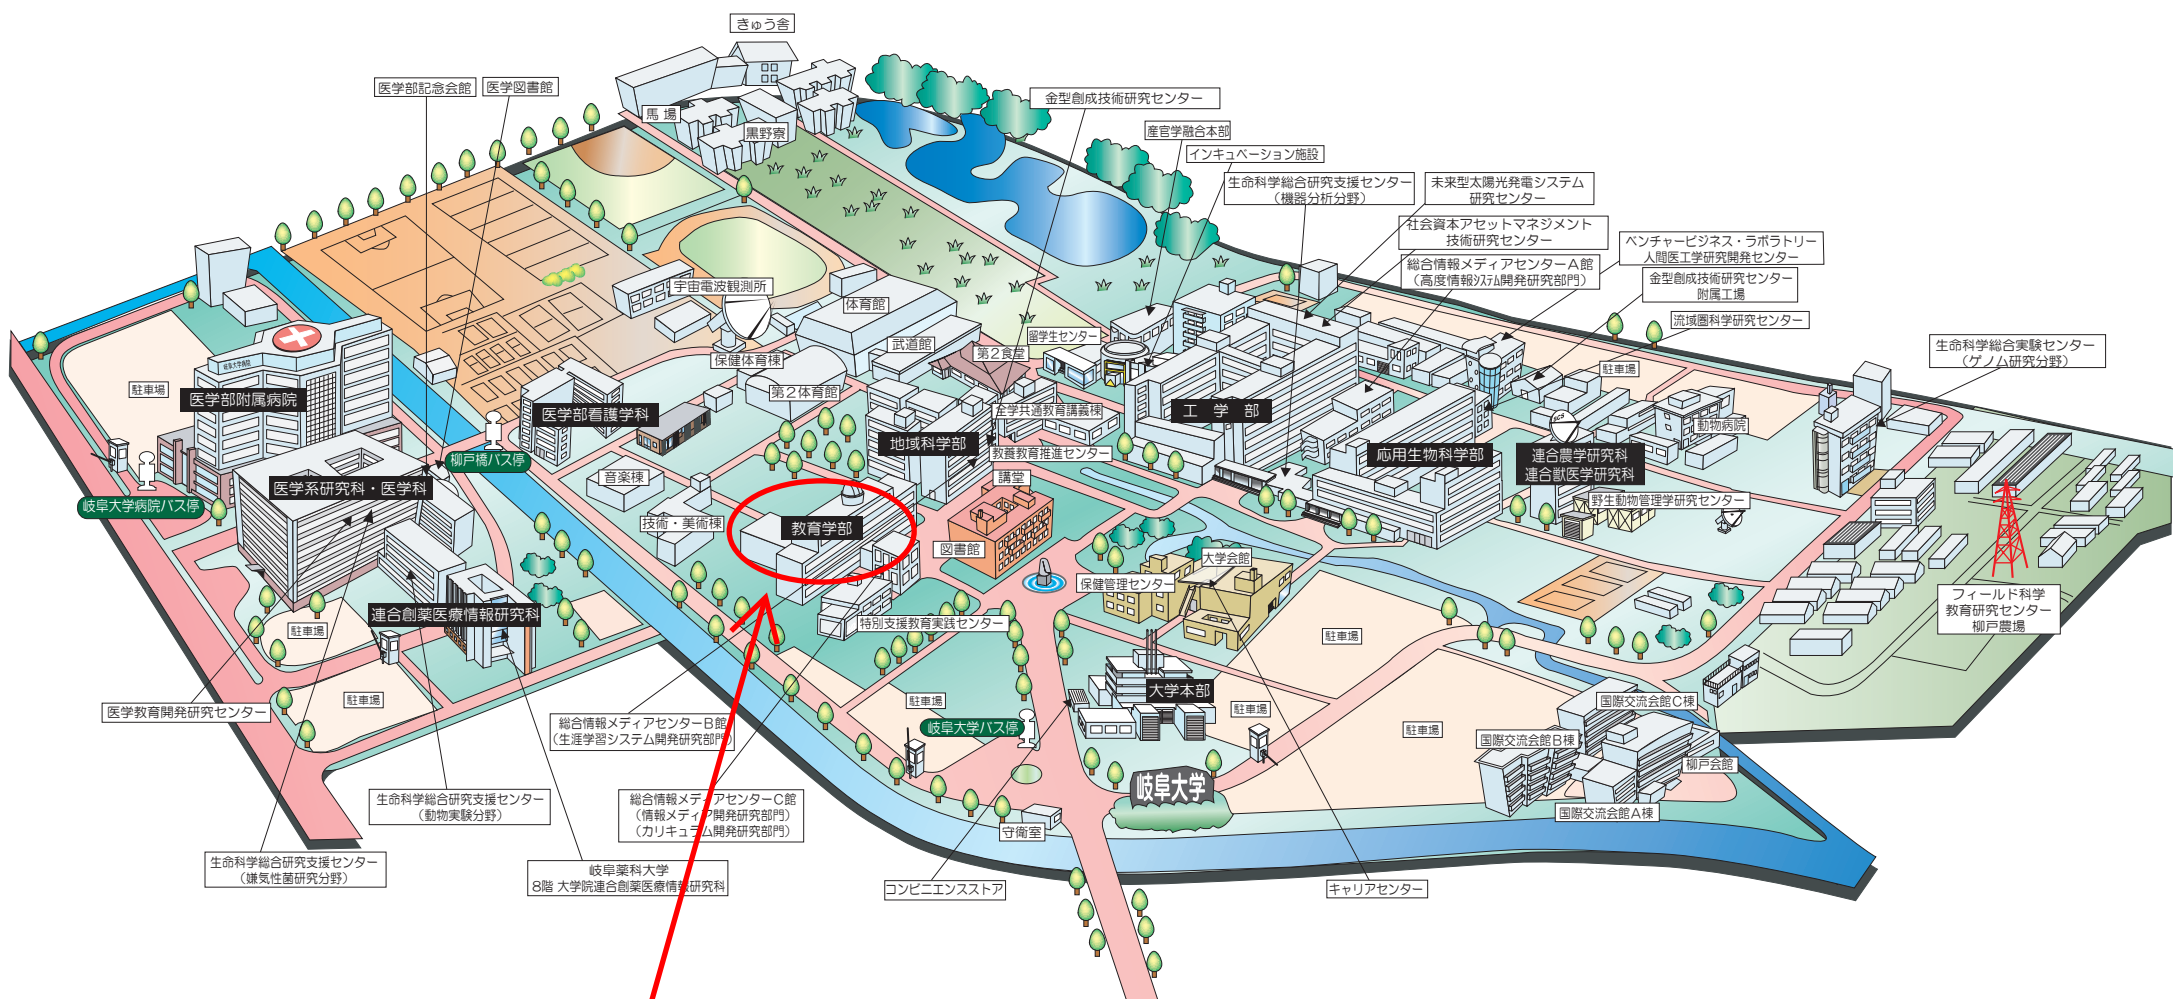 きゅう舎
医学部記念会館
医学図書館
金型創成技術研究センター
馬 場
黒野寮
産官学融合本部
インキュベーション施設
生命科学総合研究支援センター
（機器分析分野）
未来型太陽光発電システム
研究センター
社会資本アセットマネジメント
技術研究センター
ベンチャービジネス・ラボラトリー
人間医工学研究開発センター
総合情報メディアセンターA館
（高度情報システム開発研究部門）
金型創成技術研究センター
附属工場
流域圏科学研究センター
生命科学総合実験センター
（ゲノム研究分野）
宇宙電波観測所
体育館
留学生センター
武道館
第2食堂
保健体育棟
第2体育館
岐阜大学病院
駐車場
医学部附属病院
医学部看護学科
全学共通教育講義棟
工 学 部
駐車場
動物病院
地域科学部
教養教育推進センター
応用生物科学部
連合農学研究科
連合獣医学研究科
柳戸橋バス停
音楽棟
講堂
医学系研究科・医学科
岐阜大学病院バス停
技術・美術棟
教育学部
野生動物管理学研究センター
図書館
大学会館
保健管理センター
連合創薬医療情報研究科
特別支援教育実践センター
フィールド科学
教育研究センター
柳戸農場
駐車場
駐車場
駐車場
駐車場
大学本部
医学教育開発研究センター
総合情報メディアセンターB館
（生涯学習システム開発研究部門）
岐阜大学バス停
駐車場
駐車場
国際交流会館C棟
国際交流会館B棟
柳戸会館
国際交流会館A棟
岐阜大学
生命科学総合研究支援センター
（動物実験分野）
総合情報メディアセンターC館
（情報メディア開発研究部門）
（カリキュラム開発研究部門）
守衛室
生命科学総合研究支援センター
（嫌気性菌研究分野）
岐阜薬科大学
8階 大学院連合創薬医療情報研究科
コンビニエンスストア
キャリアセンター